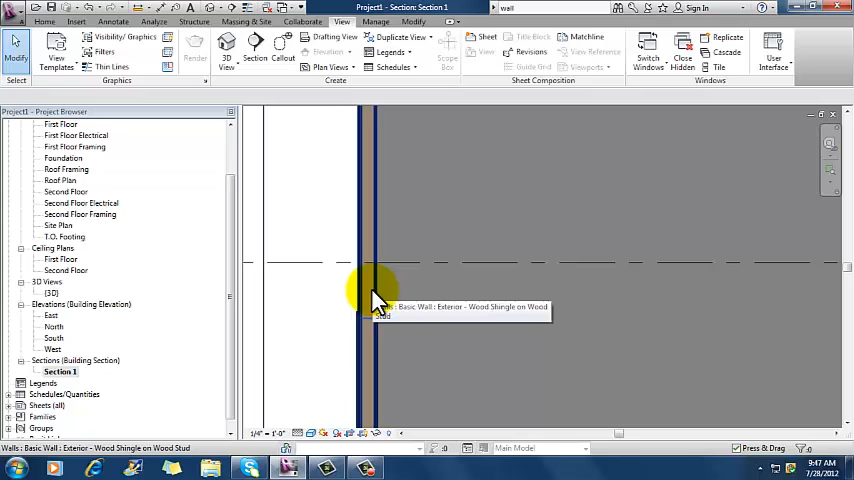 Project1 - Section: Section 1
wall
Sign In
Home
Insert
Annotate
Analyze
Structure
Massing & Site
Collaborate
View
Manage
Modify
Modify
View Templates
Visibility/ Graphics
Filters
Thin Lines
3D View
Render
Section
Callout
Drafting View
Elevation
Plan Views
Duplicate View
Legends
Schedules
Scope Box
Sheet
Title Block
Revisions
Guide Grid
Matchline
View Reference
Switch Windows
Close Hidden
Replicate
Cascade
Tile
User Interface
Select
Graphics
Create
Sheet Composition
Windows
Project1 - Project Browser
First Floor
First Floor Electrical
First Floor Framing
Foundation
Roof Framing
Roof Plan
Second Floor
Second Floor Electrical
Second Floor Framing
Site Plan
T.O. Footing
Ceiling Plans
First Floor
Second Floor
3D Views
{3D}
Elevations (Building Elevation)
East
North
South
West
Sections (Building Section)
Section 1
Legends
Schedules/Quantities
Sheets (all)
Families
Groups
: Basic Wall : Exterior - Wood Shingle on Wood
Stud
1/4" = 1'-0"
Walls : Basic Wall : Exterior - Wood Shingle on Wood Stud
:0
Main Model
Press & Drag
:0
9:47 AM
7/28/2012